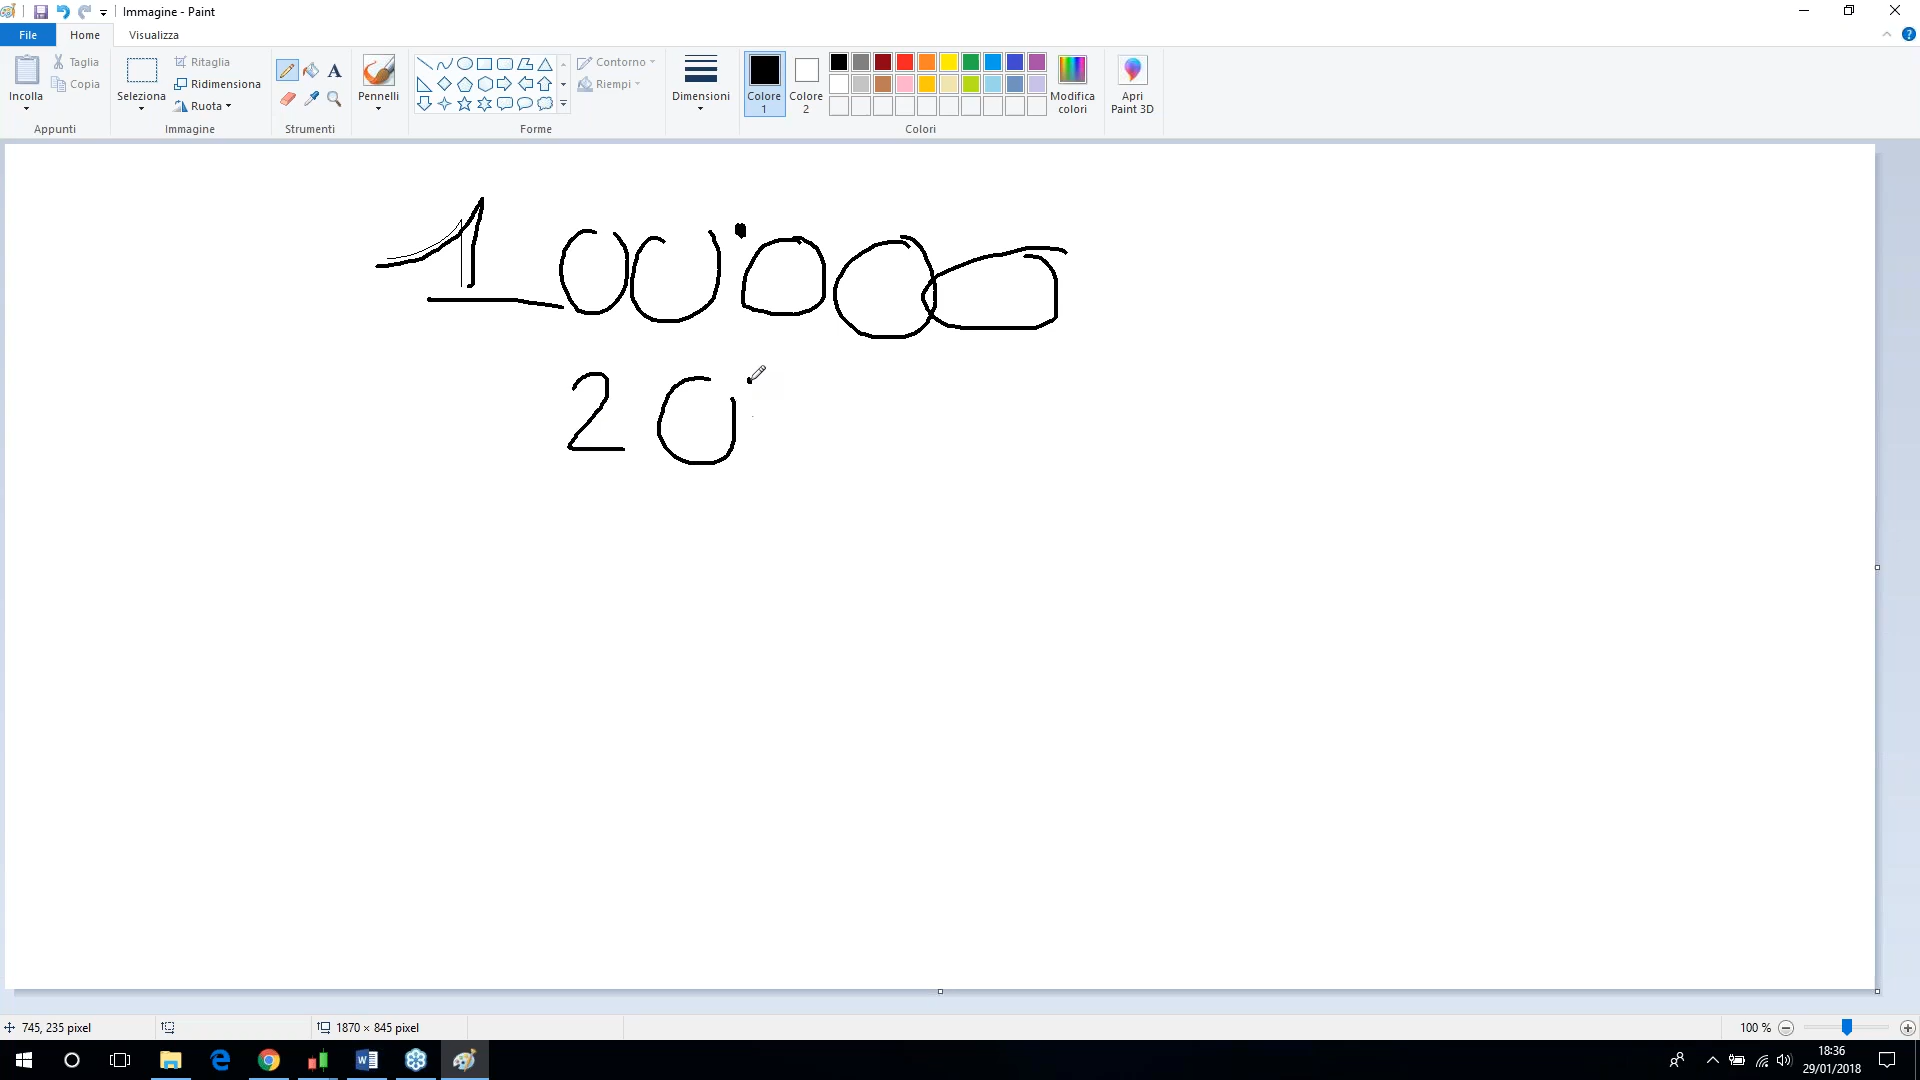 Immagine - Paint
File Home Visualizza
Incolla Taglia Copia Appunti
Seleziona Ritaglia Ridimensiona Ruota Immagine
A Strumenti
Pennelli
Contorno Riempi Forme
Dimensioni
Colore 1 Colore 2 Colori
Modifica colori
Apri Paint 3D
100.000
20.
745, 235 pixel 1870 × 845 pixel 100 %
18:36
29/01/2018